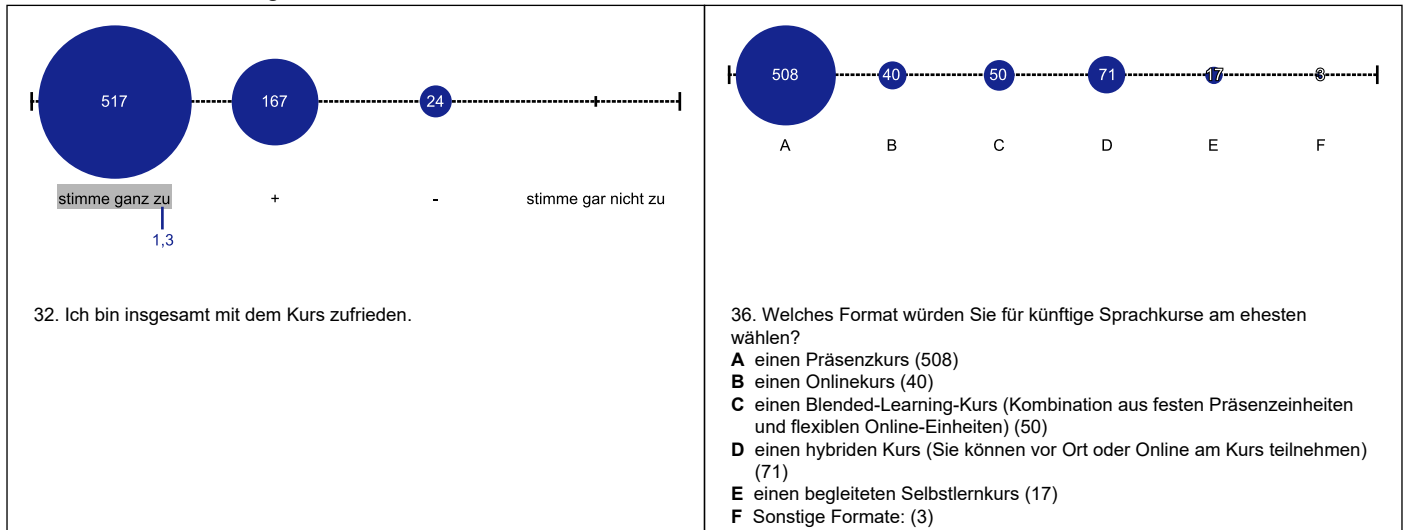 517 167 24
stimme ganz zu + - stimme gar nicht zu
1,3
32. Ich bin insgesamt mit dem Kurs zufrieden.
508 40 50 71 17 3
A B C D E F
36. Welches Format würden Sie für künftige Sprachkurse am ehesten
wählen?
A einen Präsenzkurs (508)
B einen Onlinekurs (40)
C einen Blended-Learning-Kurs (Kombination aus festen Präsenzeinheiten
und flexiblen Online-Einheiten) (50)
D einen hybriden Kurs (Sie können vor Ort oder Online am Kurs teilnehmen)
(71)
E einen begleiteten Selbstlernkurs (17)
F Sonstige Formate: (3)